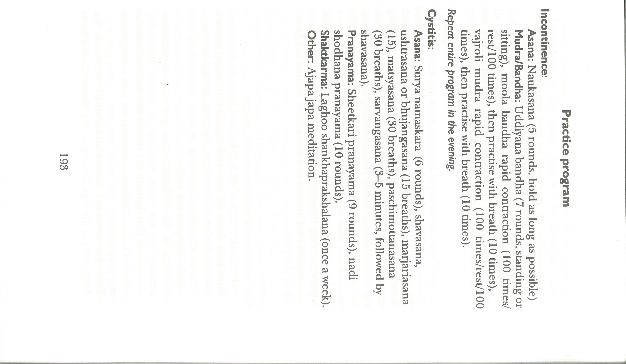 Practice program
Incontinence:
Asana: Naukasana (5 rounds, hold as long as possible)
Mudra/Bandha: Uddiyana bandha (7 rounds, standing or
sitting), moola bandha rapid contraction (100 times/
rest/100 times), then practise with breath (10 times),
vajroli mudra rapid contraction (100 times/rest/100
times), then practise with breath (10 times).
Repeat entire program in the evening.
Cystitis:
Asana: Surya namaskara (6 rounds), shavasana,
ushtrasana or bhujangasana (15 breaths), marjariasana
(15), matsyasana (30 breaths), paschimottanasana
(30 breaths), sarvangasana (3–5 minutes, followed by
shavasana).
Pranayama: Sheetkari pranayama (9 rounds), nadi
shodhana pranayama (10 rounds).
Shatkarma: Laghoo shankhaprakshalana (once a week).
Other: Ajapa japa meditation.
193